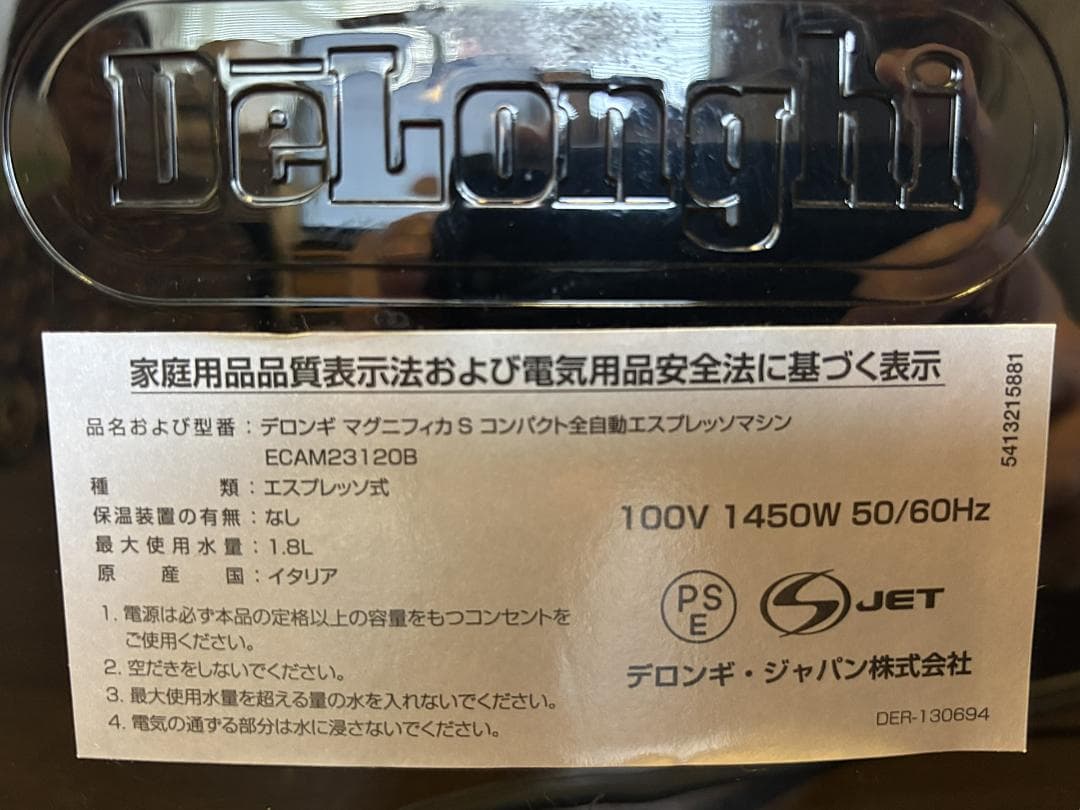 DeLonghi
家庭用品品質表示法および電気用品安全法に基づく表示
品名および型番：デロンギ マグニフィカ S コンパクト全自動エスプレッソマシン
ECAM23120B
種類：エスプレッソ式
保温装置の有無：なし
最大使用水量：1.8L
原産国：イタリア
1. 電源は必ず本品の定格以上の容量をもつコンセントを
ご使用ください。
2. 空だきをしないでください。
3. 最大使用水量を超える量の水を入れないでください。
4. 電気の通ずる部分は水に浸さないでください。
5413215881
100V 1450W 50/60Hz
PSE
JET
デロンギ・ジャパン株式会社
DER-130694